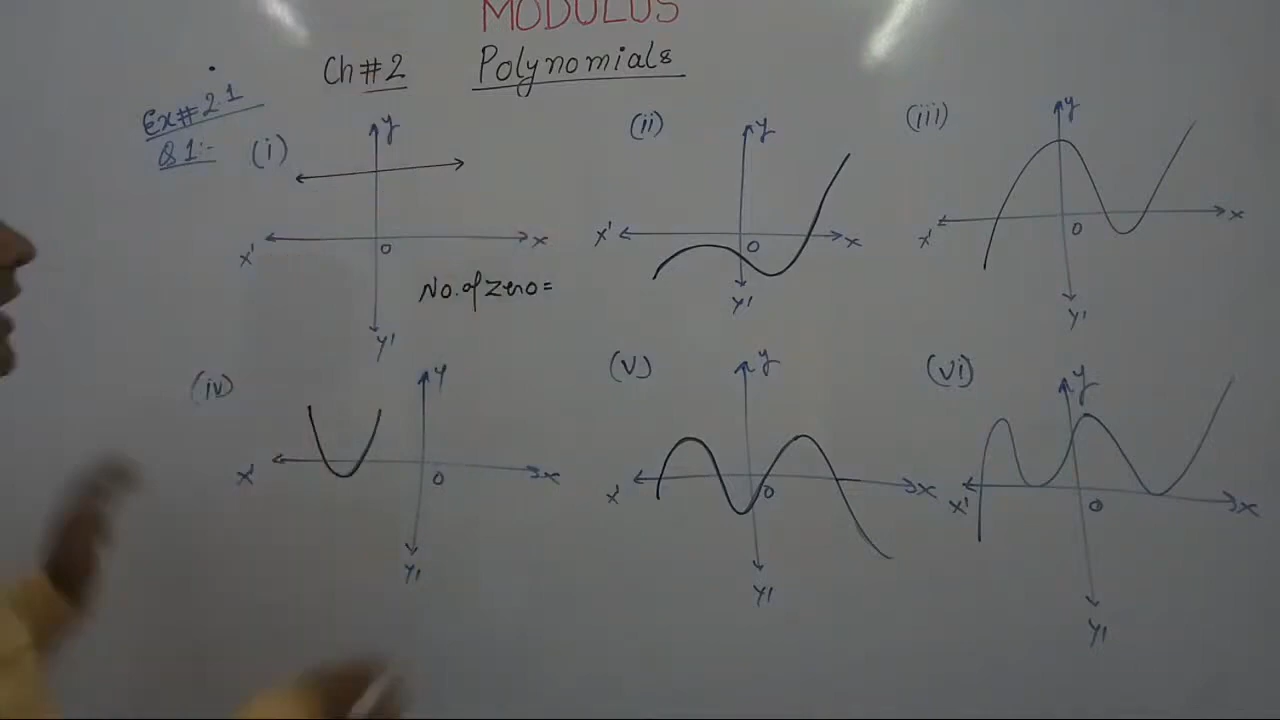 MODULUS
Ch#2 Polynomials
Ex#2.1
Q1:- (i)
y
x' 0 x
y'
No. of zero=
(ii)
y
x' 0 x
y'
(iii)
y
x' 0 x
y'
(iv)
y
x' 0 x
y'
(v)
y
x' 0 x
y'
(vi)
y
x' 0 x
y'